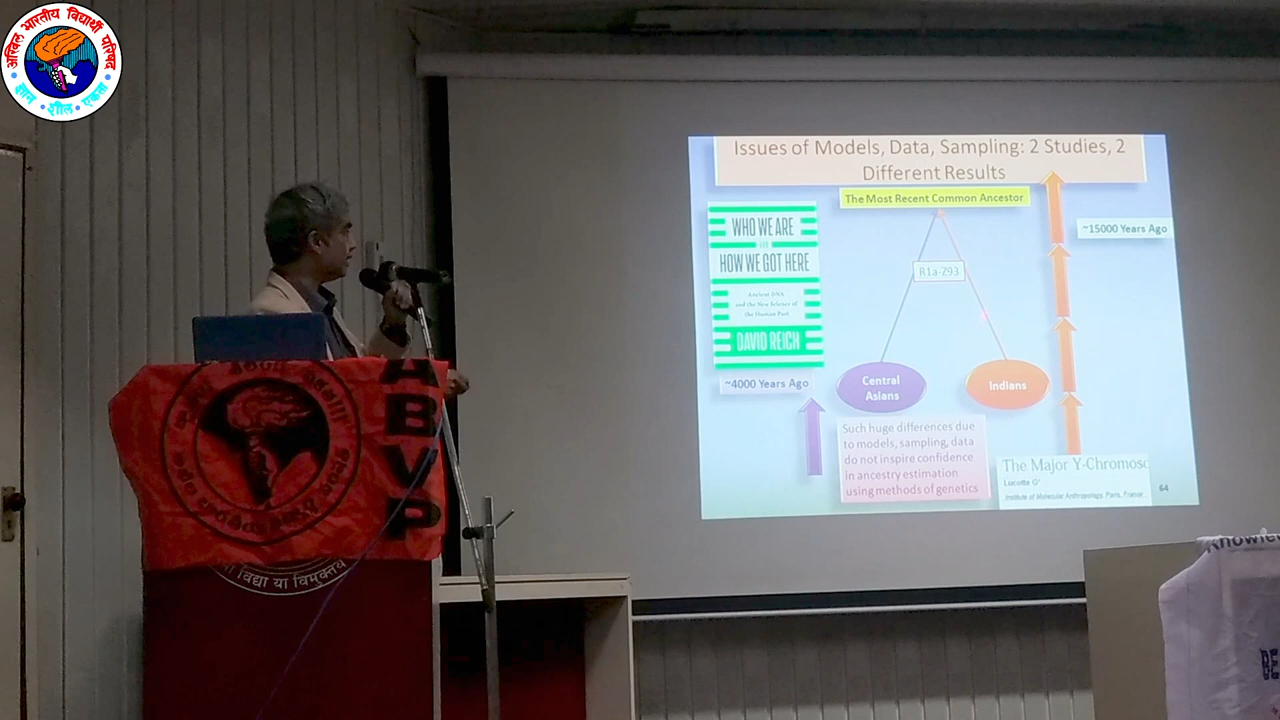 अखिल भारतीय विद्यार्थी परिषद
ज्ञान • शील • एकता
Issues of Models, Data, Sampling: 2 Studies, 2
Different Results
The Most Recent Common Ancestor
~15000 Years Ago
WHO WE ARE
AND
HOW WE GOT HERE
Ancient DNA
and the New Science of
the Human Past
DAVID REICH
R1a-Z93
~4000 Years Ago
Central
Asians
Indians
Such huge differences due
to models, sampling, data
do not inspire confidence
in ancestry estimation
using methods of genetics
The Major Y-Chromoso
Lucotte G
Institute of Molecular Anthropology, Paris, France
64
ABVP
विद्या या विमुक्तये